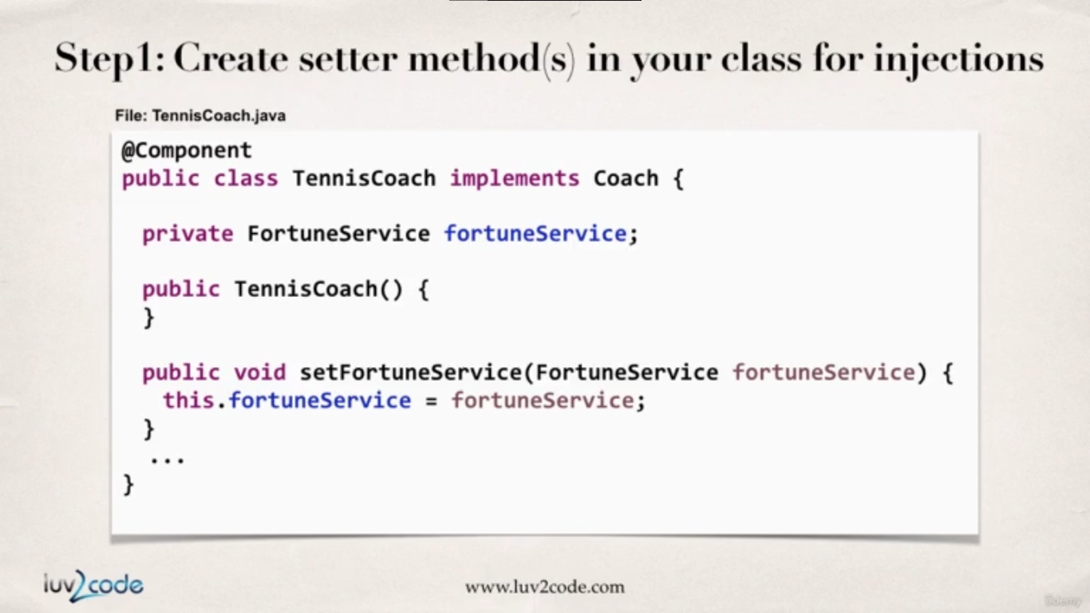 Step1: Create setter method(s) in your class for injections
File: TennisCoach.java
@Component
public class TennisCoach implements Coach {
private FortuneService fortuneService;
public TennisCoach() {
}
public void setFortuneService(FortuneService fortuneService) {
this.fortuneService = fortuneService;
}
...
}
luv2code
www.luv2code.com
Udemy